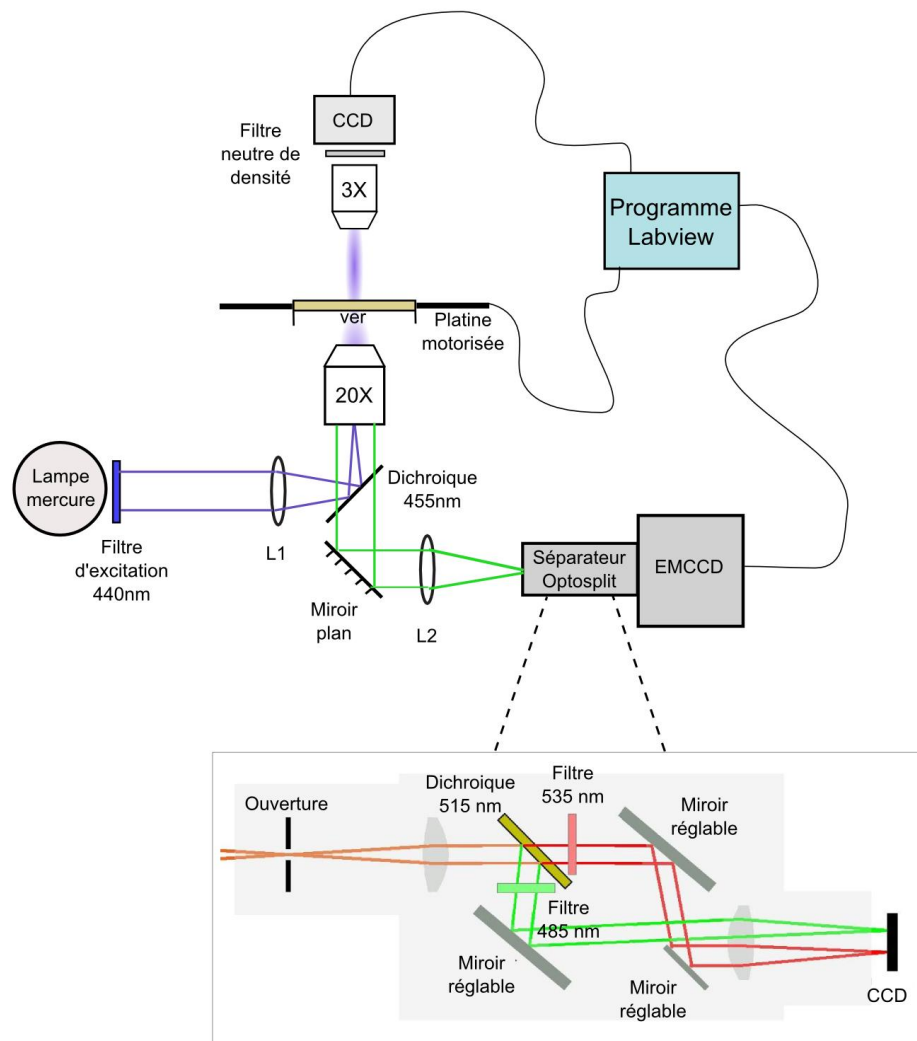 CCD
Filtre
neutre de
densité
3X
Programme
Labview
ver
Platine
motorisée
20X
Lampe
mercure
Dichroique
455nm
Filtre
d'excitation
440nm
L1
Séparateur
Optosplit
EMCCD
Miroir
plan
L2
Ouverture
Dichroique
515 nm
Filtre
535 nm
Miroir
réglable
Filtre
485 nm
Miroir
réglable
Miroir
réglable
CCD